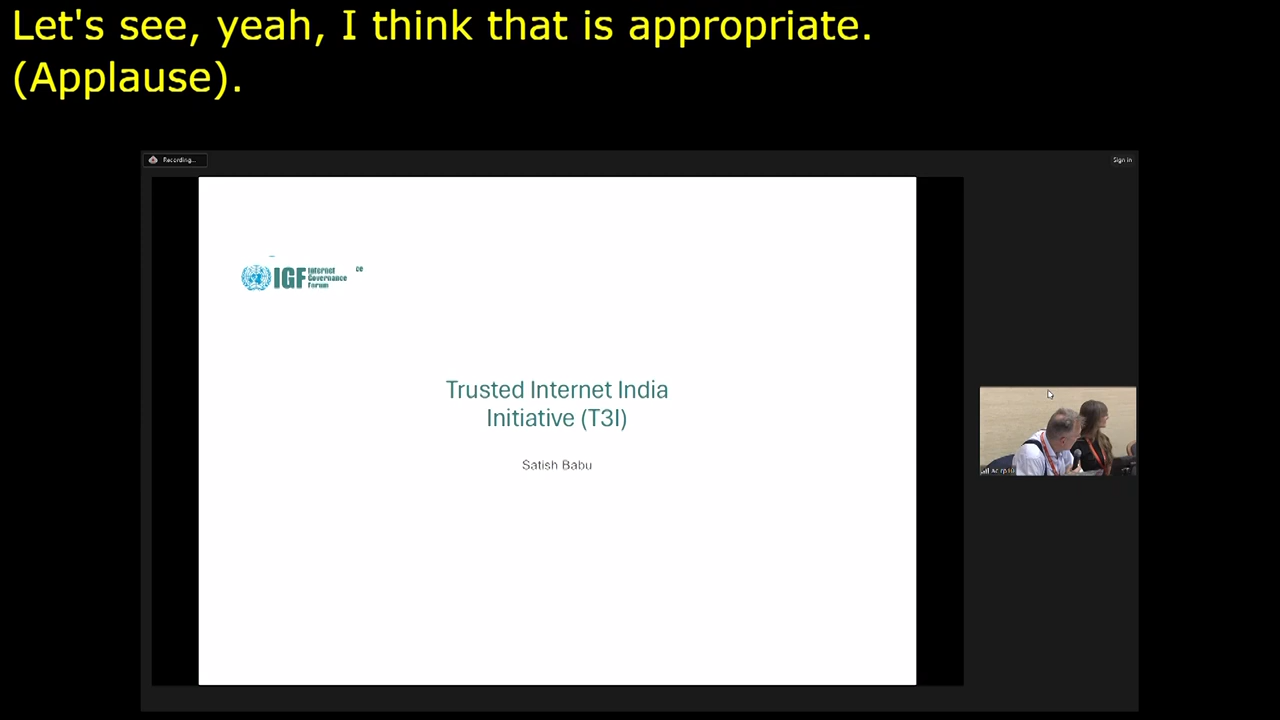 Let's see, yeah, I think that is appropriate.
(Applause).
Recording...
Sign in
IGF Internet Governance Forum
ce
Trusted Internet India
Initiative (T3I)
Satish Babu